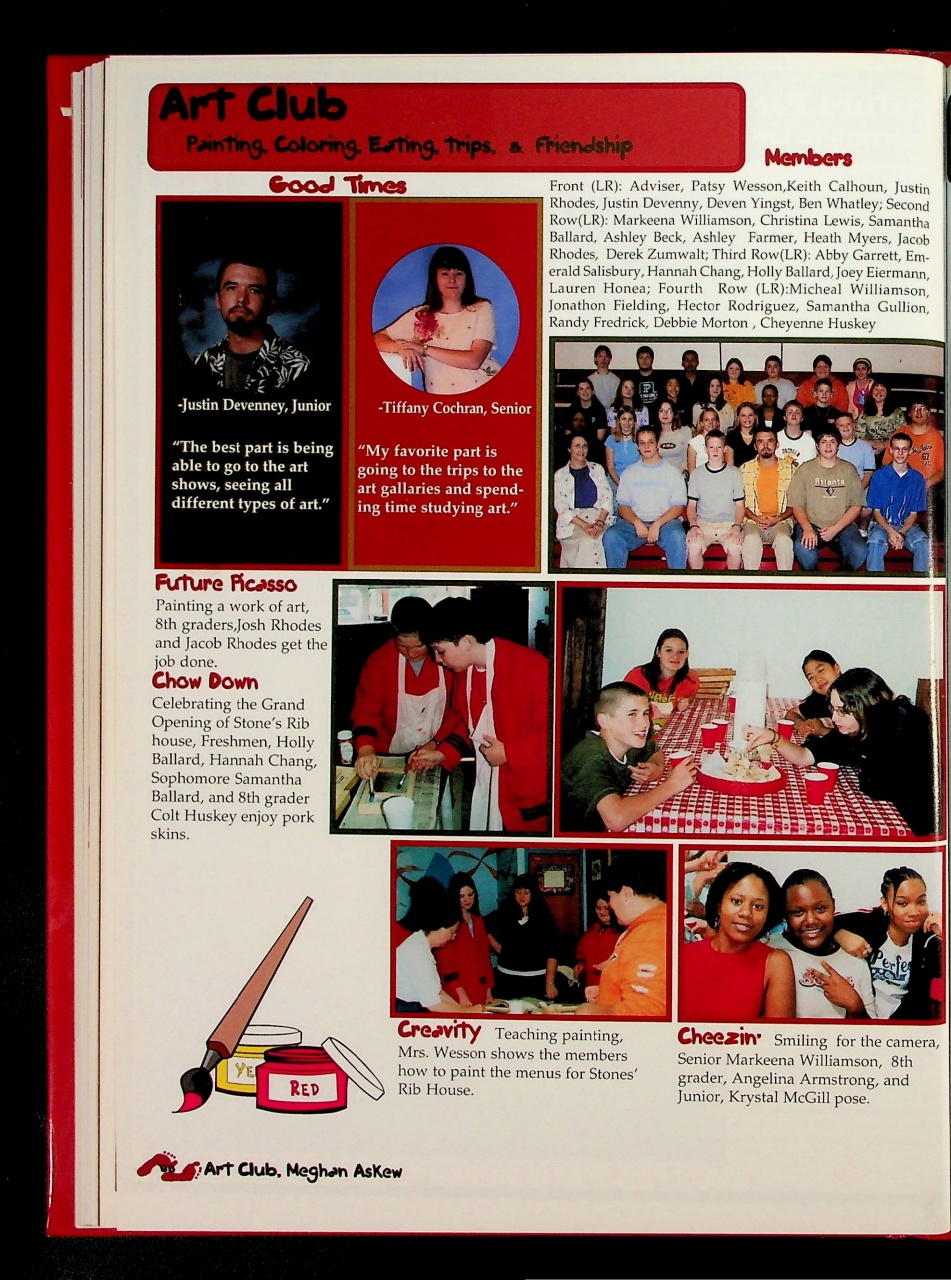 Art Club
Painting, Coloring, Eating, Trips, & Friendship
Members
Front (LR): Adviser, Patsy Wesson,Keith Calhoun, Justin
Rhodes, Justin Devenny, Deven Yingst, Ben Whatley; Second
Row(LR): Markeena Williamson, Christina Lewis, Samantha
Ballard, Ashley Beck, Ashley Farmer, Heath Myers, Jacob
Rhodes, Derek Zumwalt; Third Row(LR): Abby Garrett, Em-
erald Salisbury, Hannah Chang, Holly Ballard, Joey Eiermann,
Lauren Honea; Fourth Row (LR):Micheal Williamson,
Jonathon Fielding, Hector Rodriguez, Samantha Gullion,
Randy Fredrick, Debbie Morton , Cheyenne Huskey
Good Times
-Justin Devenney, Junior
“The best part is being
able to go to the art
shows, seeing all
different types of art.”
-Tiffany Cochran, Senior
“My favorite part is
going to the trips to the
art gallaries and spend-
ing time studying art.”
Atlanta
67
Future Picasso
Painting a work of art,
8th graders,Josh Rhodes
and Jacob Rhodes get the
job done.
Chow Down
Celebrating the Grand
Opening of Stone's Rib
house, Freshmen, Holly
Ballard, Hannah Chang,
Sophomore Samantha
Ballard, and 8th grader
Colt Huskey enjoy pork
skins.
YE
RED
Creavity Teaching painting,
Mrs. Wesson shows the members
how to paint the menus for Stones'
Rib House.
Perfe
Cheezin' Smiling for the camera,
Senior Markeena Williamson, 8th
grader, Angelina Armstrong, and
Junior, Krystal McGill pose.
Art Club, Meghan Askew